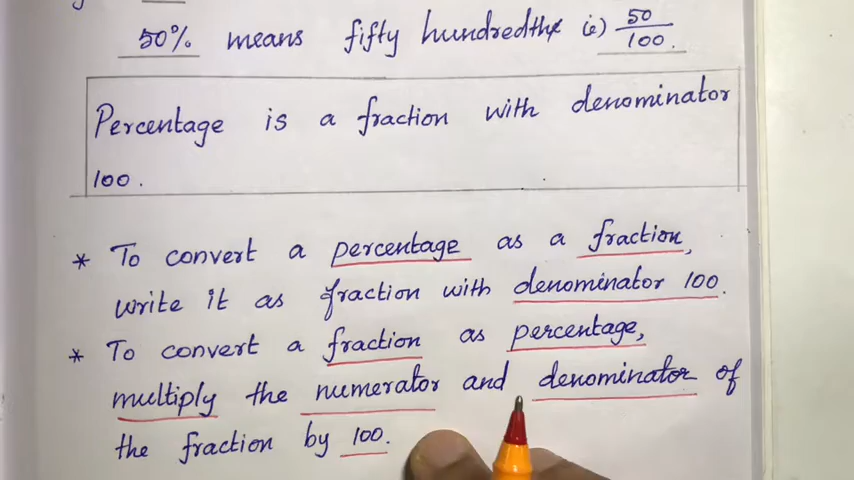 50% means fifty hundredths ie) 50/100.
Percentage is a fraction with denominator
100.
* To convert a percentage as a fraction,
write it as fraction with denominator 100.
* To convert a fraction as percentage,
multiply the numerator and denominator of
the fraction by 100.